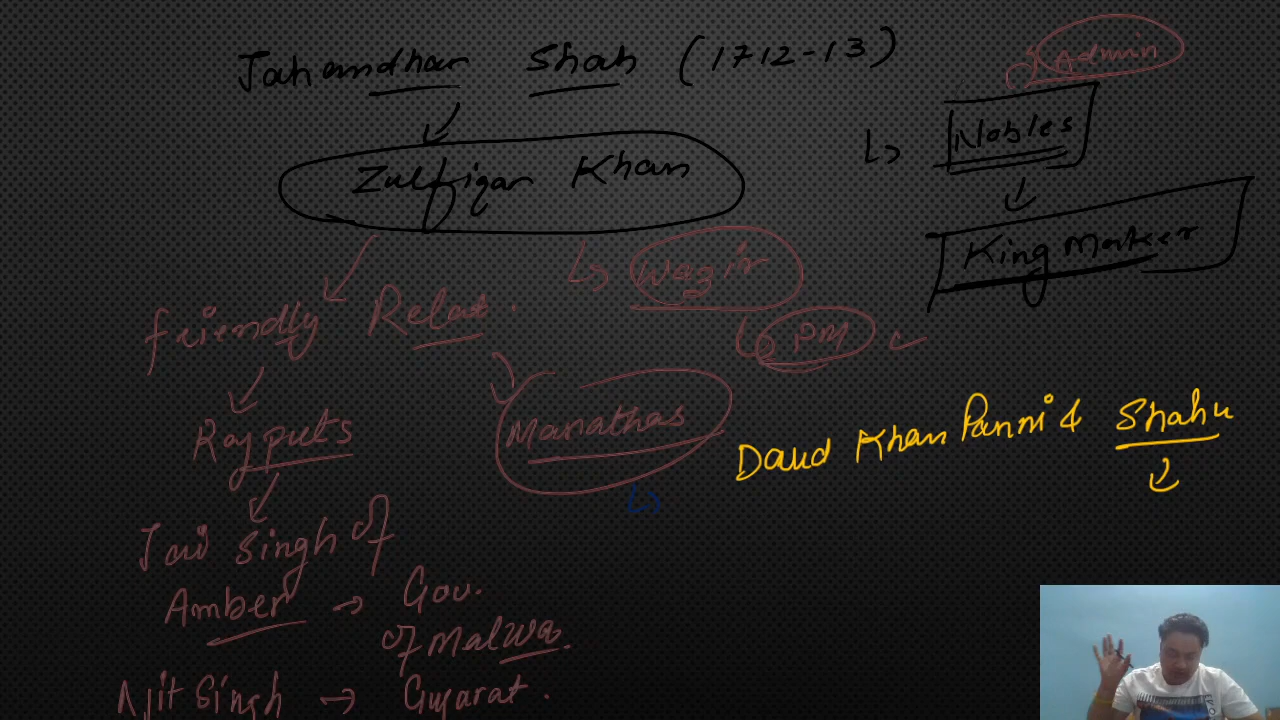 Jahandhar Shah (1712-13)
Admin
Nobles
King Maker
Zulfiqar Khan
Wazir
PM
Friendly Relat.
Rajputs
Marathas
Daud Khan Panni & Shahu
Jai Singh of
Amber → Gov.
of Malwa.
Ajit Singh → Gujarat.